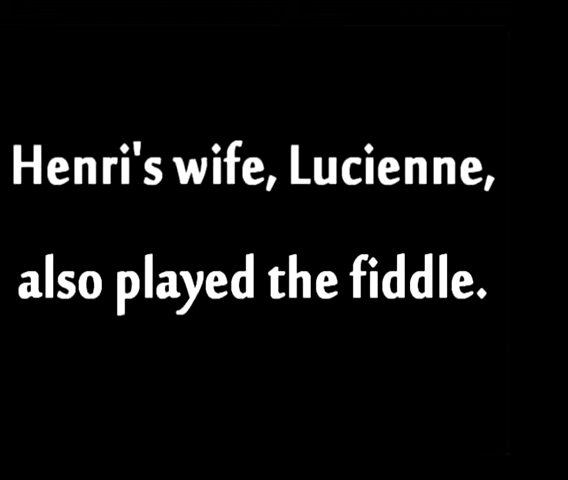 Henri's wife, Lucienne,
also played the fiddle.